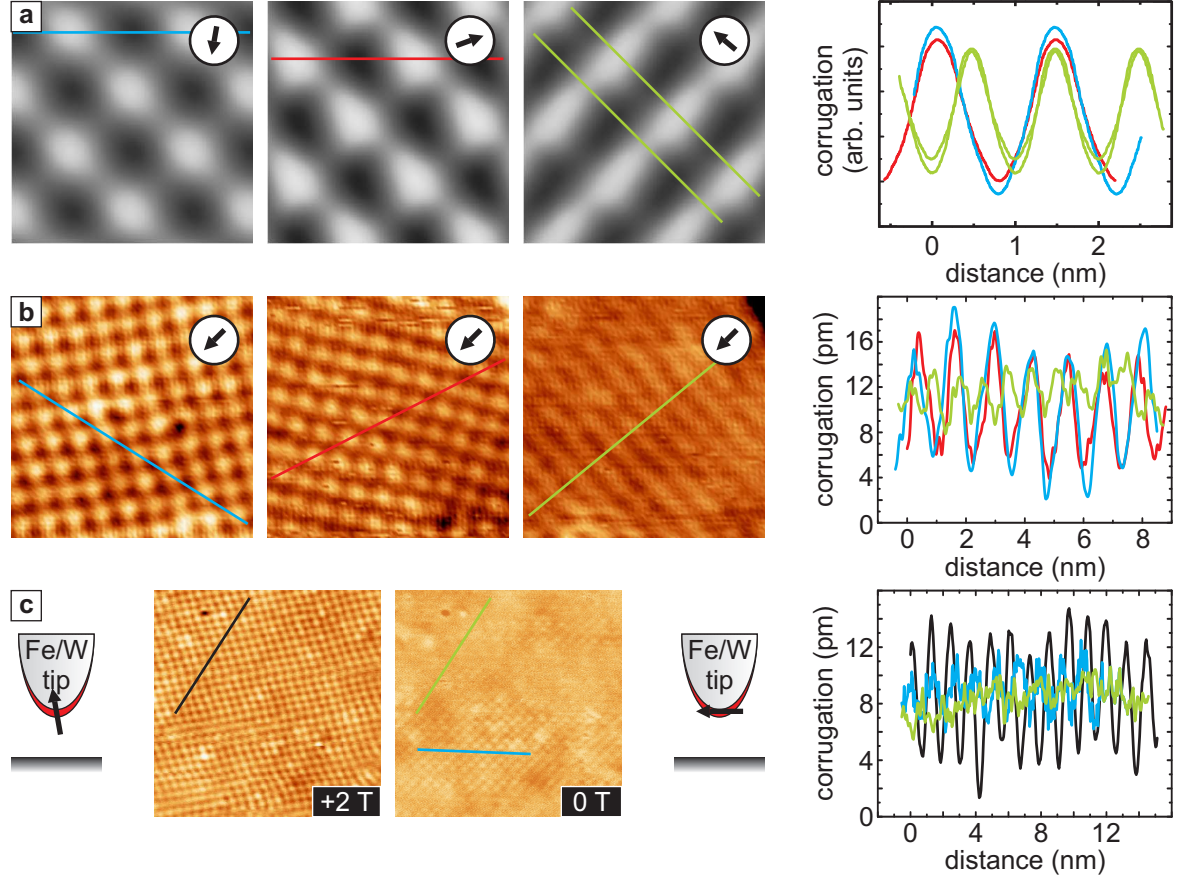 a
corrugation
(arb. units)
0 1 2
distance (nm)
b
corrugation (pm)
16
12
8
4
0
0 2 4 6 8
distance (nm)
c
Fe/W
tip
+2 T
0 T
Fe/W
tip
corrugation (pm)
12
8
4
0
0 4 8 12
distance (nm)